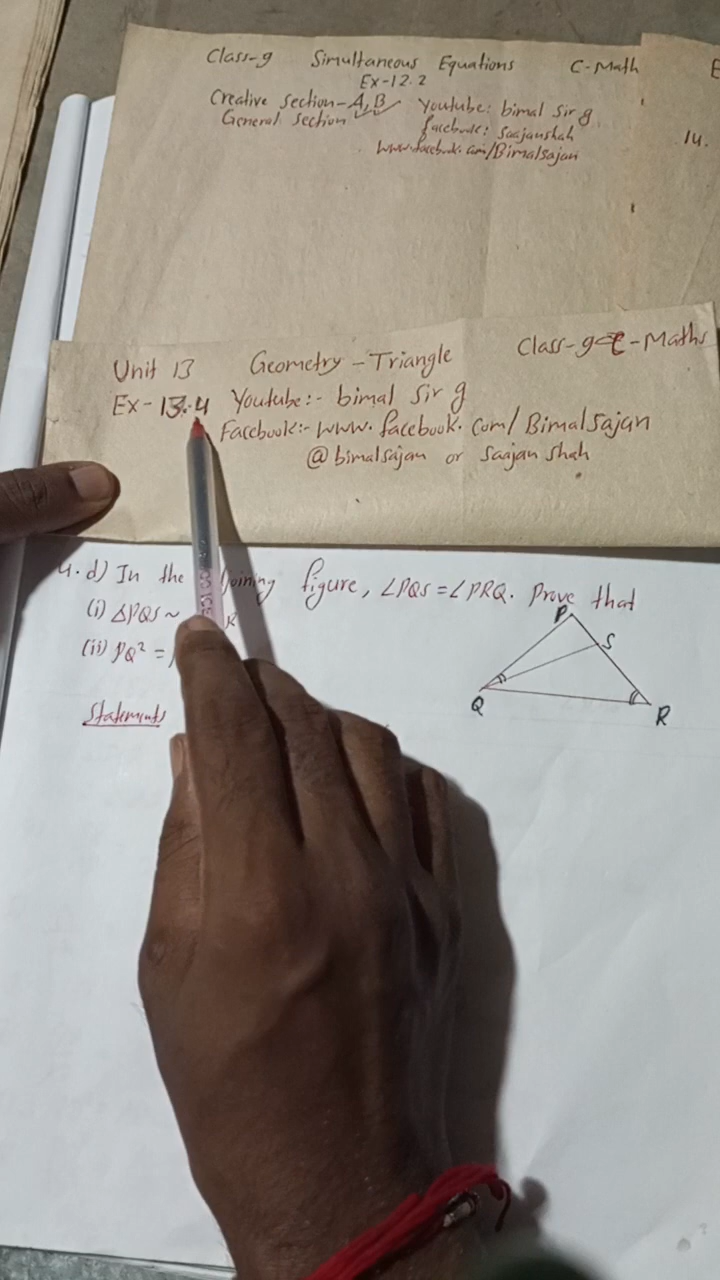 Class-9 Simultaneous Equations C-Math
Ex-12.2
Creative Section-A, B Youtube: bimal Sir g
General Section
facebook: Saajanshah
www.facebook.com/Bimalsajan
E
14.
Unit 13 Geometry - Triangle Class-9 C-Maths
Ex-13.4 Youtube:- bimal Sir g
Facebook:- www.facebook.com/Bimalsajan
@bimalsajan or Saajan Shah
4.d) In the figure, ∠PQS=∠PRQ. Prove that
(i) ΔPQS ~
(ii) PQ² =
Statements
P
S
Q
R